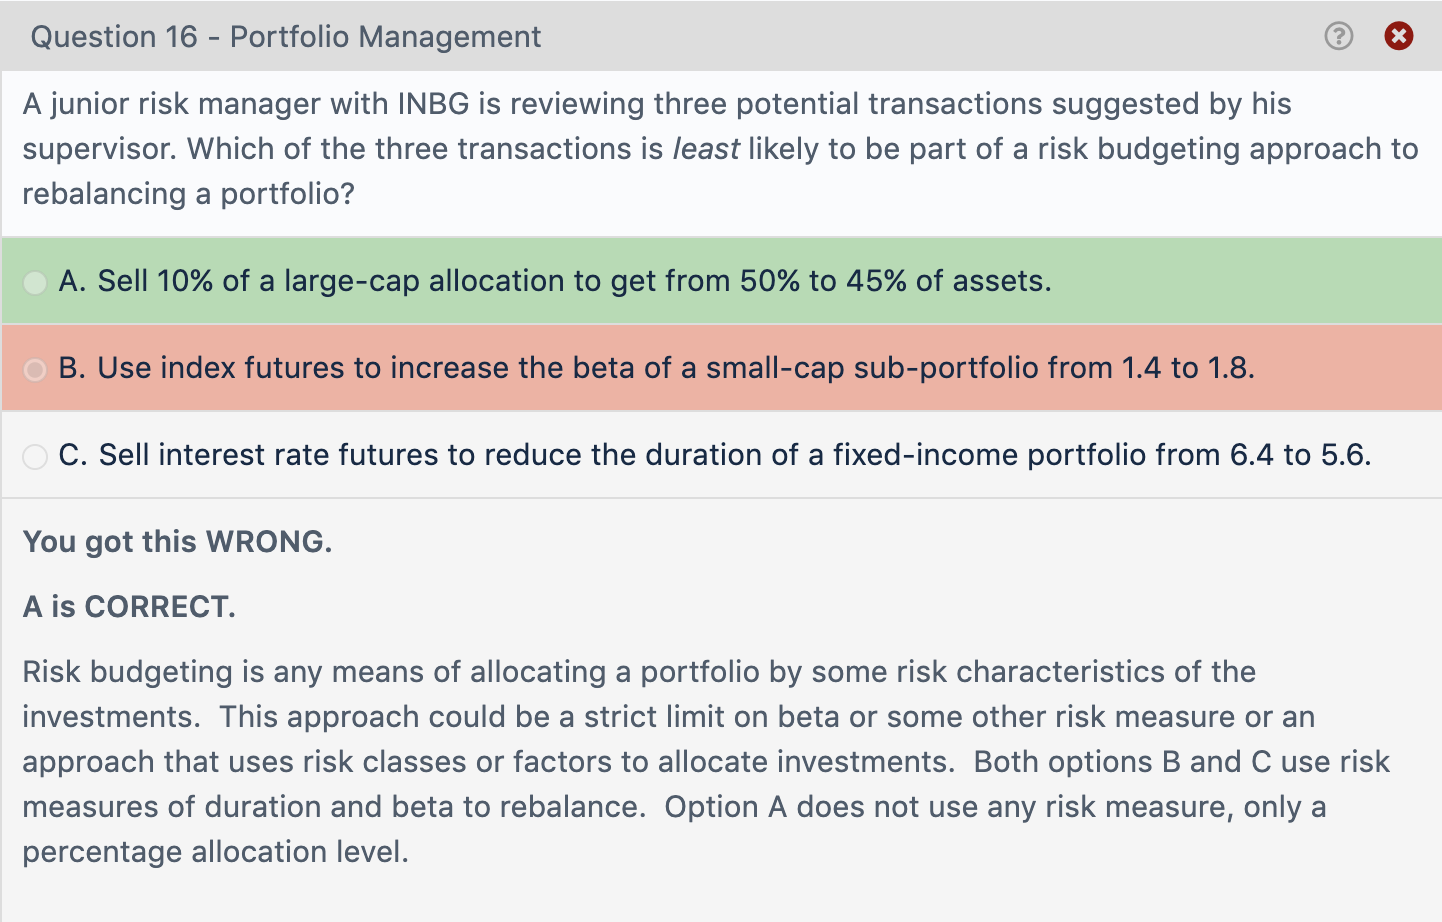 Question 16 - Portfolio Management
A junior risk manager with INBG is reviewing three potential transactions suggested by his
supervisor. Which of the three transactions is least likely to be part of a risk budgeting approach to
rebalancing a portfolio?
A. Sell 10% of a large-cap allocation to get from 50% to 45% of assets.
B. Use index futures to increase the beta of a small-cap sub-portfolio from 1.4 to 1.8.
C. Sell interest rate futures to reduce the duration of a fixed-income portfolio from 6.4 to 5.6.
You got this WRONG.
A is CORRECT.
Risk budgeting is any means of allocating a portfolio by some risk characteristics of the
investments.  This approach could be a strict limit on beta or some other risk measure or an
approach that uses risk classes or factors to allocate investments.  Both options B and C use risk
measures of duration and beta to rebalance.  Option A does not use any risk measure, only a
percentage allocation level.